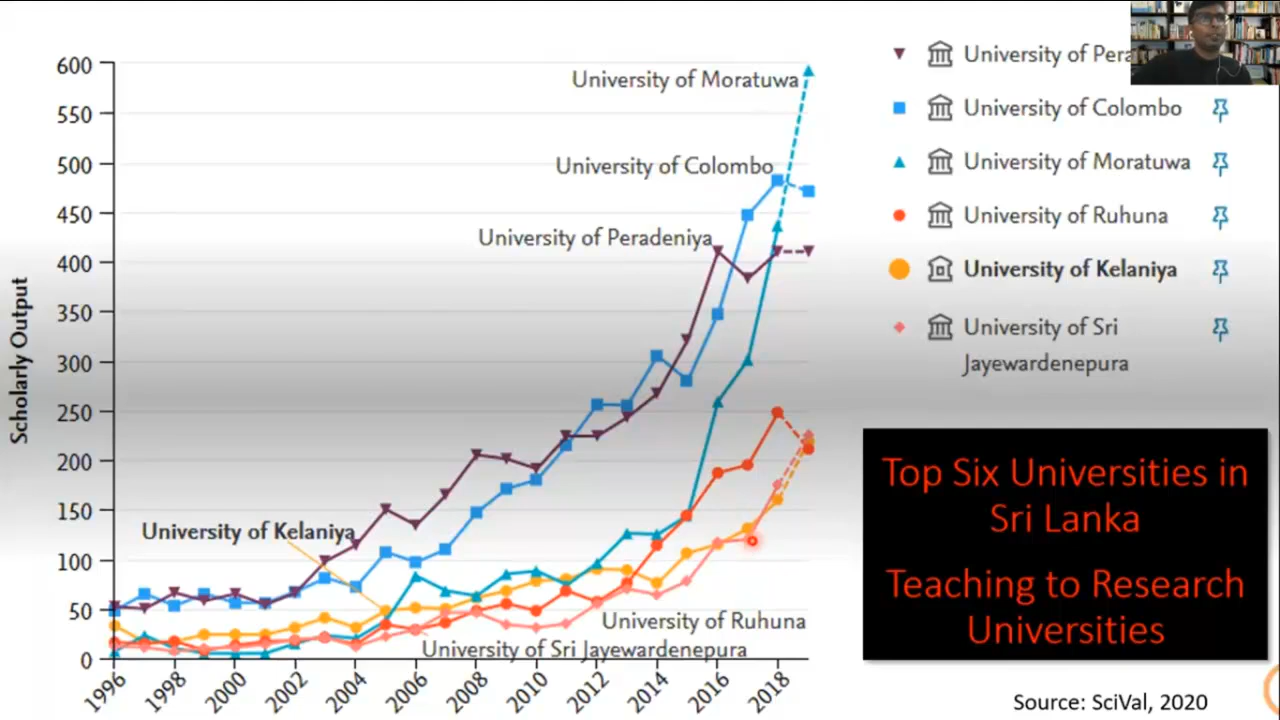 600
550
500
450
400
350
300
250
200
150
100
50
0
Scholarly Output
1996
1998
2000
2002
2004
2006
2008
2010
2012
2014
2016
2018
University of Moratuwa
University of Colombo
University of Peradeniya
University of Kelaniya
University of Ruhuna
University of Sri Jayewardenepura
University of Pera
University of Colombo
University of Moratuwa
University of Ruhuna
University of Kelaniya
University of Sri
Jayewardenepura
Top Six Universities in
Sri Lanka
Teaching to Research
Universities
Source: SciVal, 2020